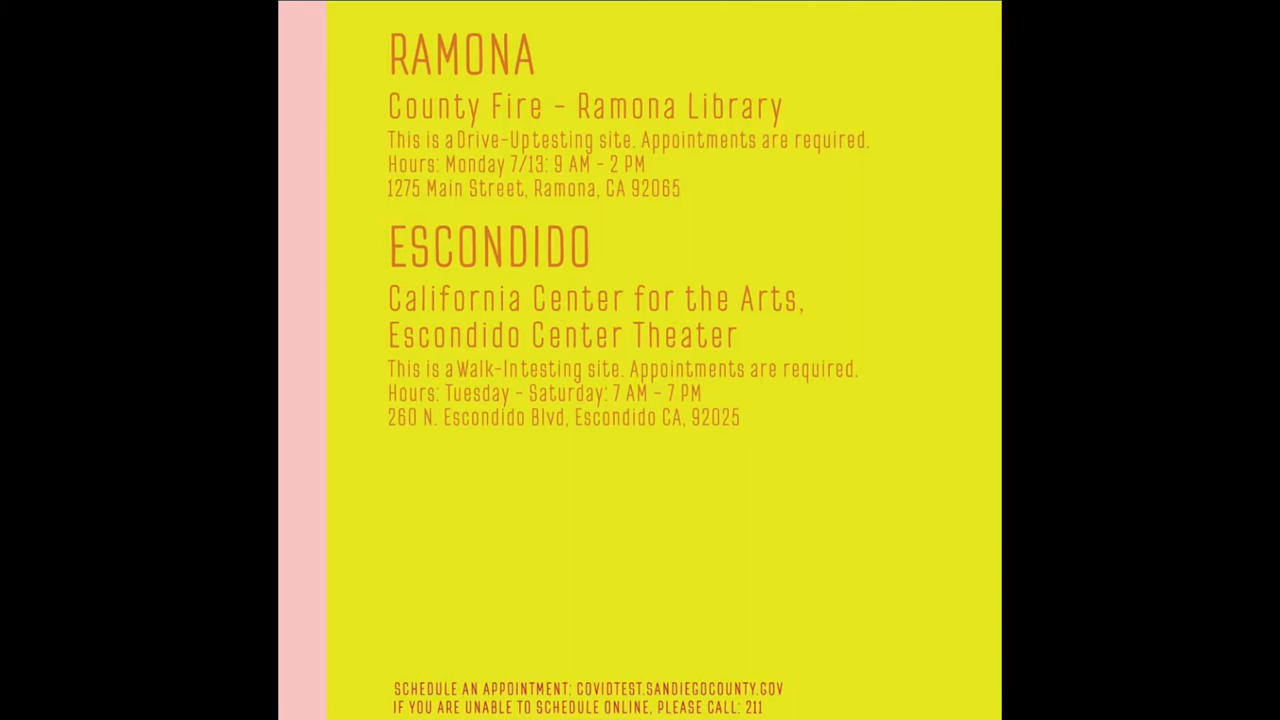 RAMONA
County Fire - Ramona Library
This is a Drive-Up testing site. Appointments are required.
Hours: Monday 7/13: 9 AM - 2 PM
1275 Main Street, Ramona, CA 92065
ESCONDIDO
California Center for the Arts,
Escondido Center Theater
This is a Walk-In testing site. Appointments are required.
Hours: Tuesday - Saturday: 7 AM - 7 PM
260 N. Escondido Blvd, Escondido CA, 92025
SCHEDULE AN APPOINTMENT: COVIDTEST.SANDIEGOCOUNTY.GOV
IF YOU ARE UNABLE TO SCHEDULE ONLINE, PLEASE CALL: 211